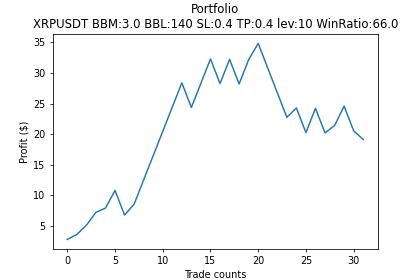 Portfolio
XRPUSDT BBM:3.0 BBL:140 SL:0.4 TP:0.4 lev:10 WinRatio:66.0
35
30
25
20
15
10
5
Profit ($)
0 5 10 15 20 25 30
Trade counts